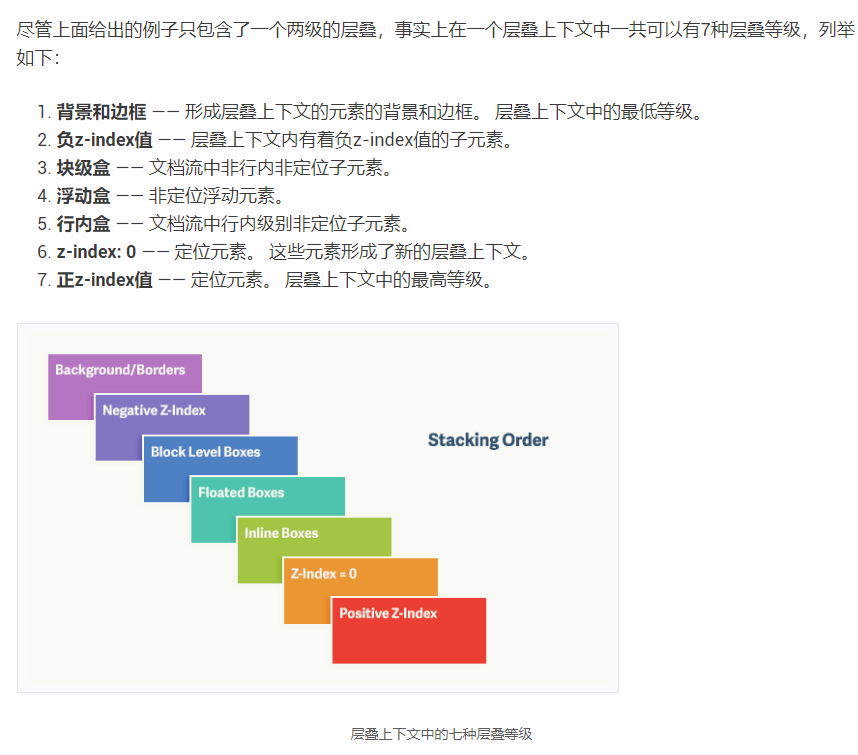 尽管上面给出的例子只包含了一个两级的层叠，事实上在一个层叠上下文中一共可以有7种层叠等级，列举
如下：
1. 背景和边框 —— 形成层叠上下文的元素的背景和边框。 层叠上下文中的最低等级。
2. 负z-index值 —— 层叠上下文内有着负z-index值的子元素。
3. 块级盒 —— 文档流中非行内非定位子元素。
4. 浮动盒 —— 非定位浮动元素。
5. 行内盒 —— 文档流中行内级别非定位子元素。
6. z-index: 0 —— 定位元素。 这些元素形成了新的层叠上下文。
7. 正z-index值 —— 定位元素。 层叠上下文中的最高等级。
Background/Borders
Negative Z-Index
Stacking Order
Block Level Boxes
Floated Boxes
Inline Boxes
Z-Index = 0
Positive Z-Index
层叠上下文中的七种层叠等级